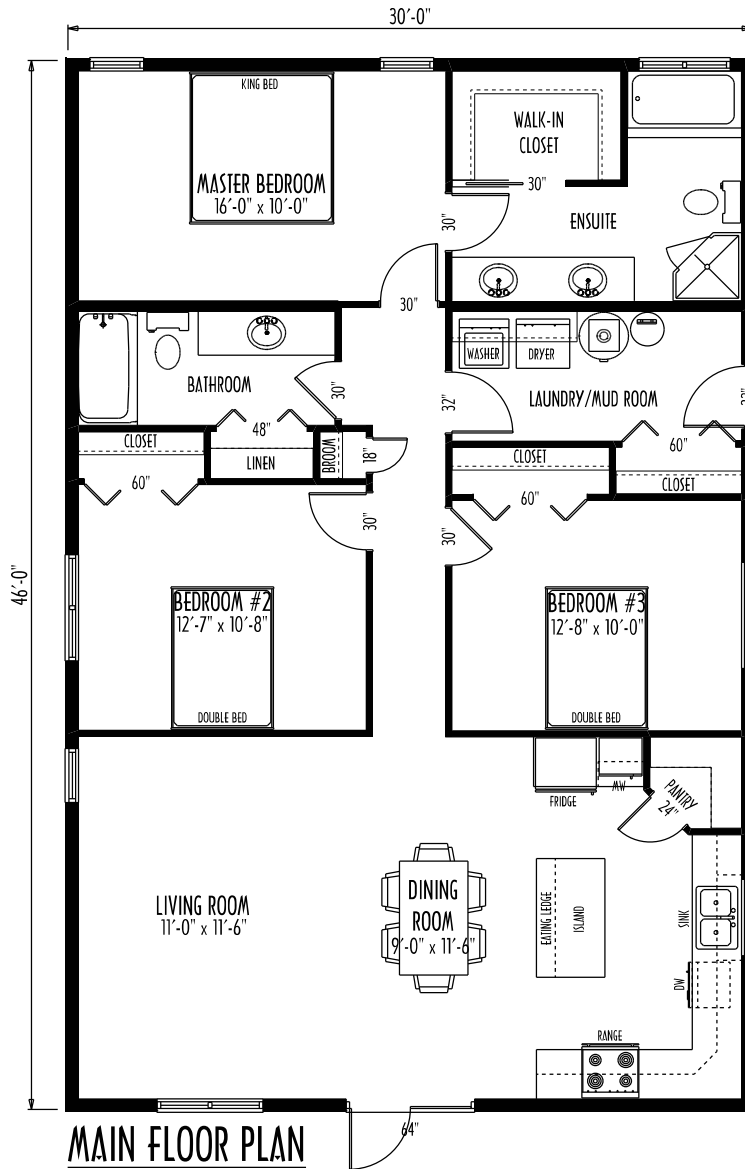 30'-0"
KING BED
MASTER BEDROOM
16'-0" x 10'-0"
WALK-IN
CLOSET
30"
ENSUITE
30"
30"
BATHROOM
30"
WASHER
DRYER
LAUNDRY/MUD ROOM
32"
CLOSET
48"
LINEN
BROOM
18"
60"
60"
CLOSET
CLOSET
60"
30"
30"
46'-0"
BEDROOM #2
12'-7" x 10'-8"
DOUBLE BED
BEDROOM #3
12'-8" x 10'-0"
DOUBLE BED
FRIDGE
MW
PANTRY
24"
LIVING ROOM
11'-0" x 11'-6"
DINING
ROOM
9'-0" x 11'-6"
EATING LEDGE
ISLAND
SINK
DW
RANGE
64"
MAIN FLOOR PLAN